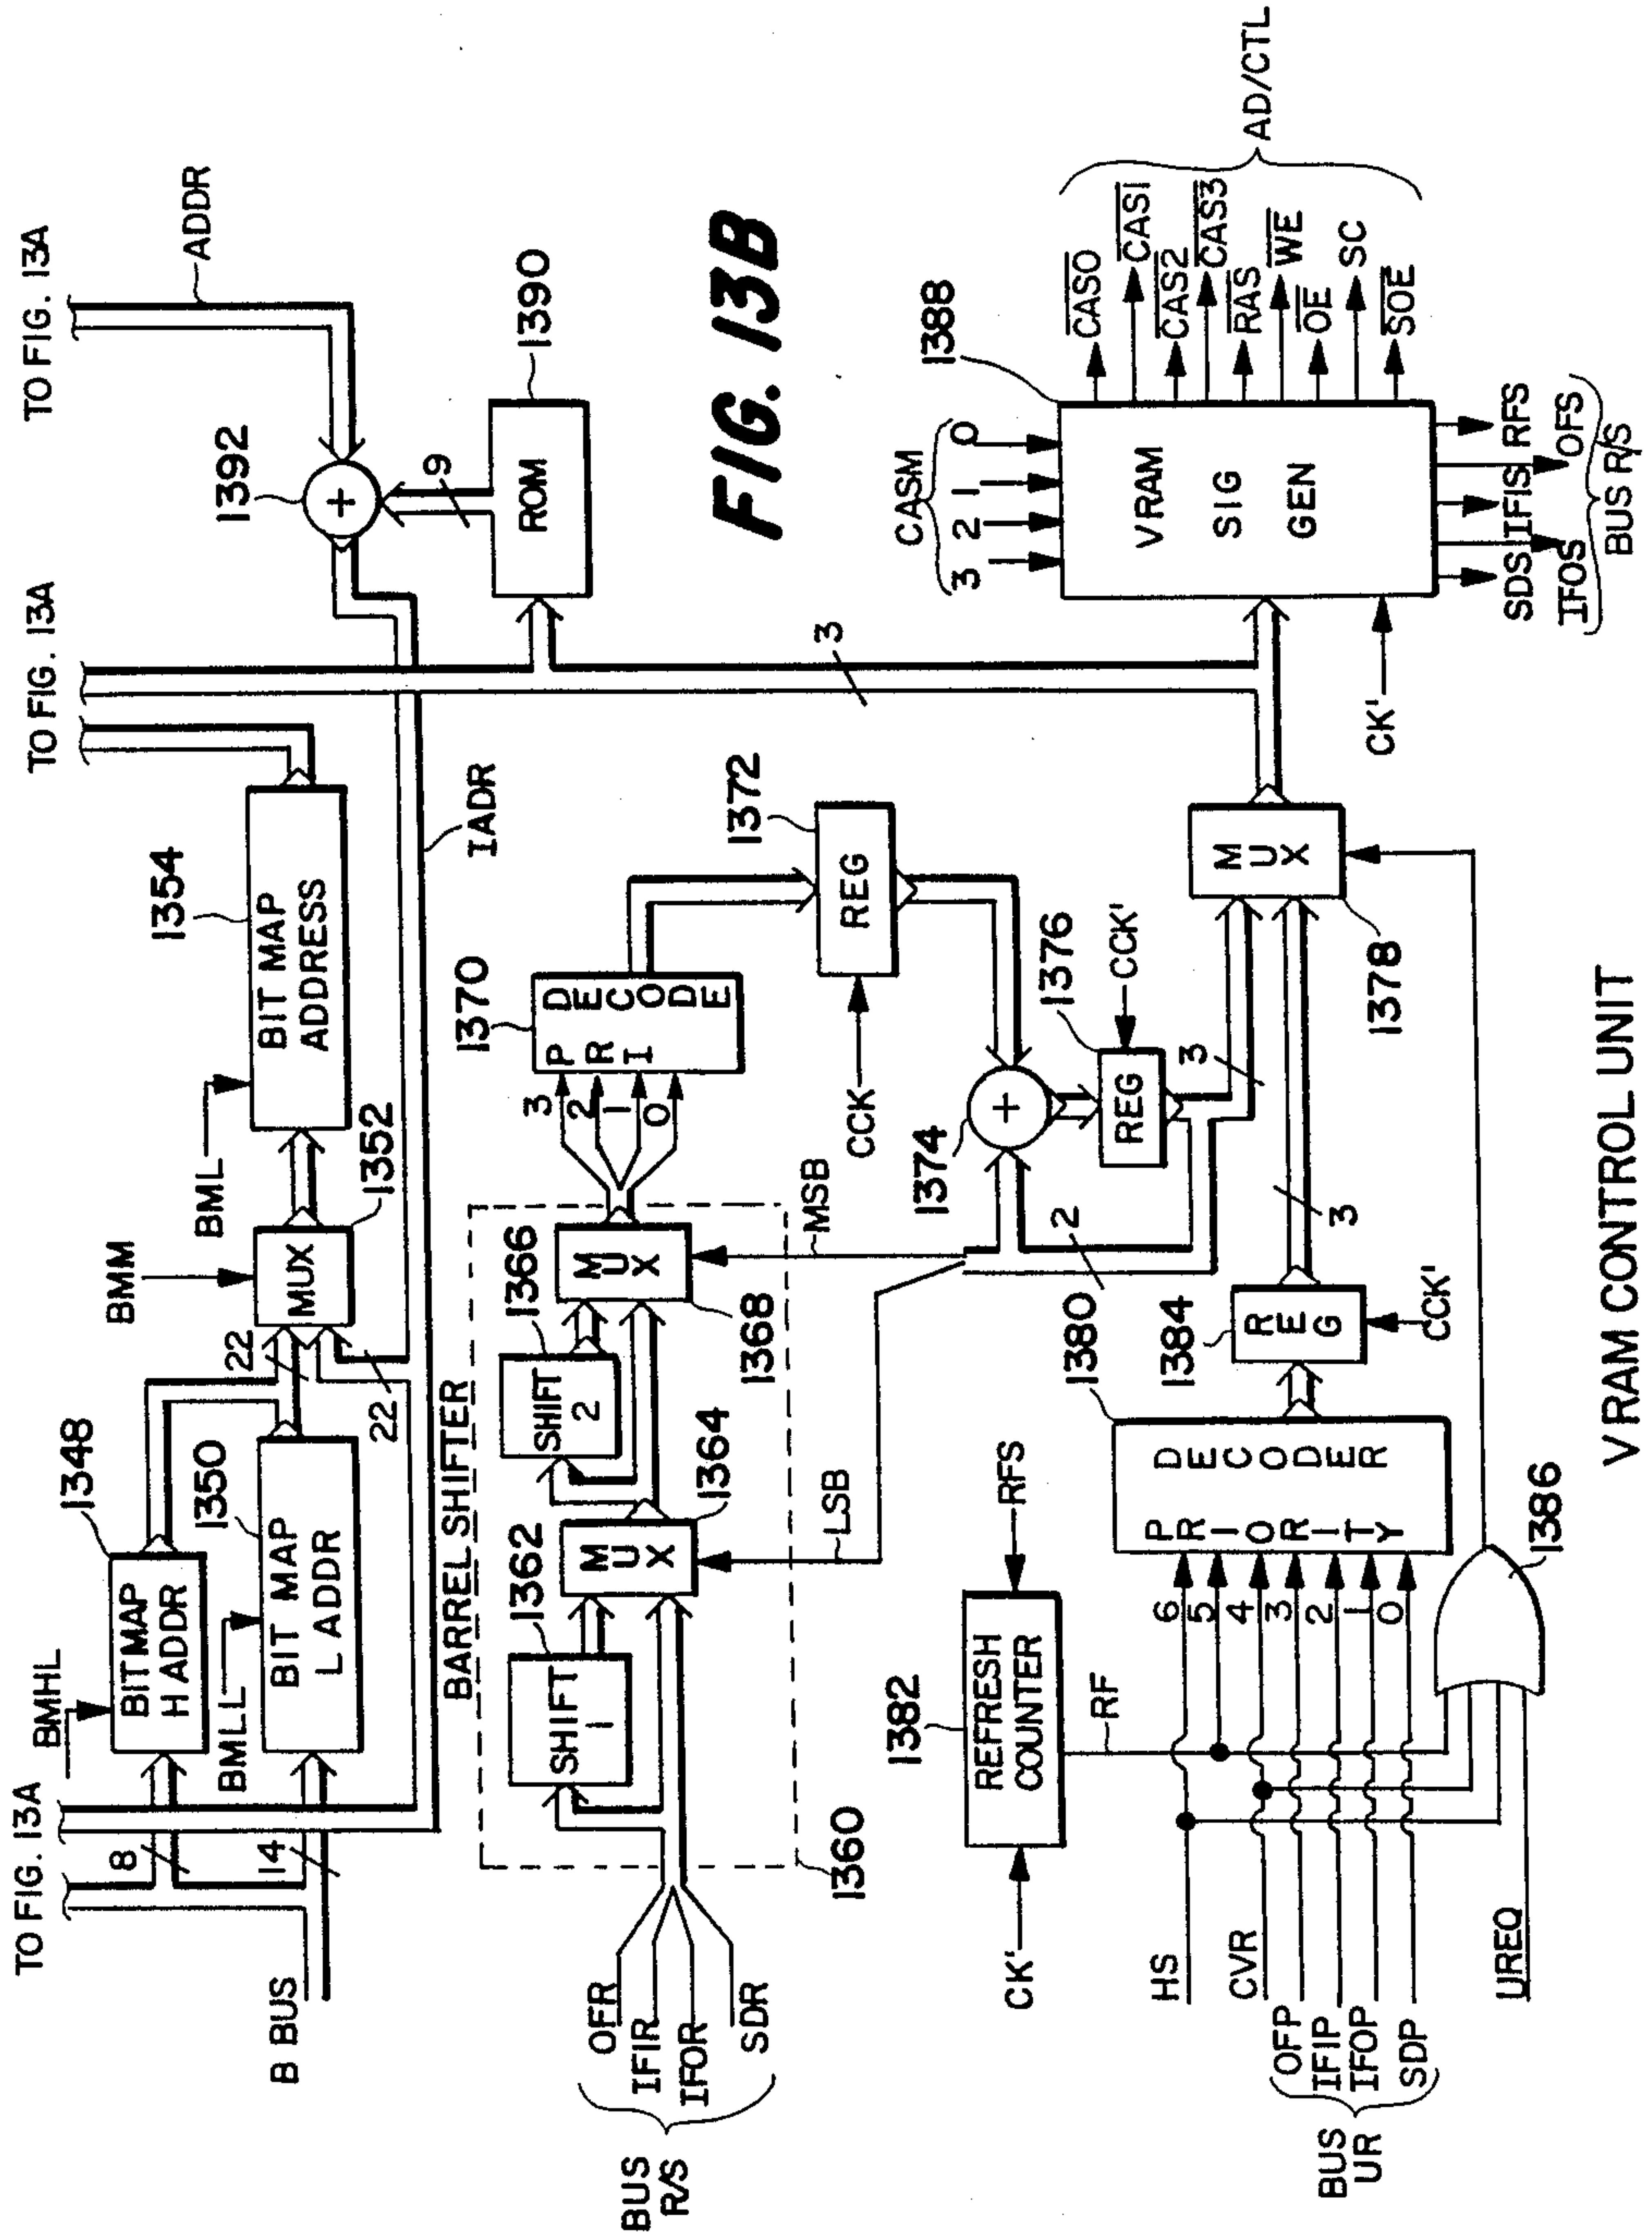 TO FIG. 13A
TO FIG. 13A
TO FIG. 13A
ADDR
B BUS
8
14
BMHL
BITMAP
H ADDR
1348
BMLL
BIT MAP
L ADDR
1350
22
22
BMM
MUX
1352
BML
BIT MAP
ADDRESS
1354
IADR
1392
+
9
ROM
1390
FIG. 13B
BARREL SHIFTER
BUS
R/S
OFR
IFIR
IFOR
SDR
1360
SHIFT
1
1362
MUX
1364
SHIFT
2
1366
MUX
1368
LSB
MSB
3
2
1
0
PRI
DECODE
1370
REG
1372
CCK
1374
+
2
REG
1376
CCK'
3
3
3
CK'
REFRESH
COUNTER
1382
RFS
RF
HS
CVR
BUS
UR
OFP
IFIP
IFOP
SDP
UREQ
6
5
4
3
2
1
0
PRIORITY
DECODER
1380
1386
REG
1384
CCK'
MUX
1378
CASM
3
2
1
0
VRAM
SIG
GEN
1388
CK'
CAS0
CAS1
CAS2
CAS3
RAS
WE
OE
SC
SOE
AD/CTL
SDS
IFOS
IFIS
OFS
RFS
BUS R/S
VRAM CONTROL UNIT